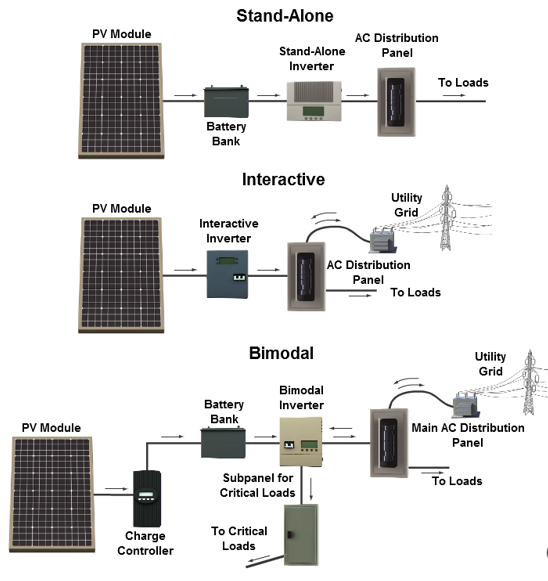 Stand-Alone
PV Module
AC Distribution
Panel
Stand-Alone
Inverter
To Loads
Battery
Bank
Interactive
PV Module
Utility
Grid
Interactive
Inverter
AC Distribution
Panel
To Loads
Bimodal
Utility
Grid
Bimodal
Inverter
Battery
Bank
PV Module
Main AC Distribution
Panel
Subpanel for
Critical Loads
To Loads
To Critical
Loads
Charge
Controller